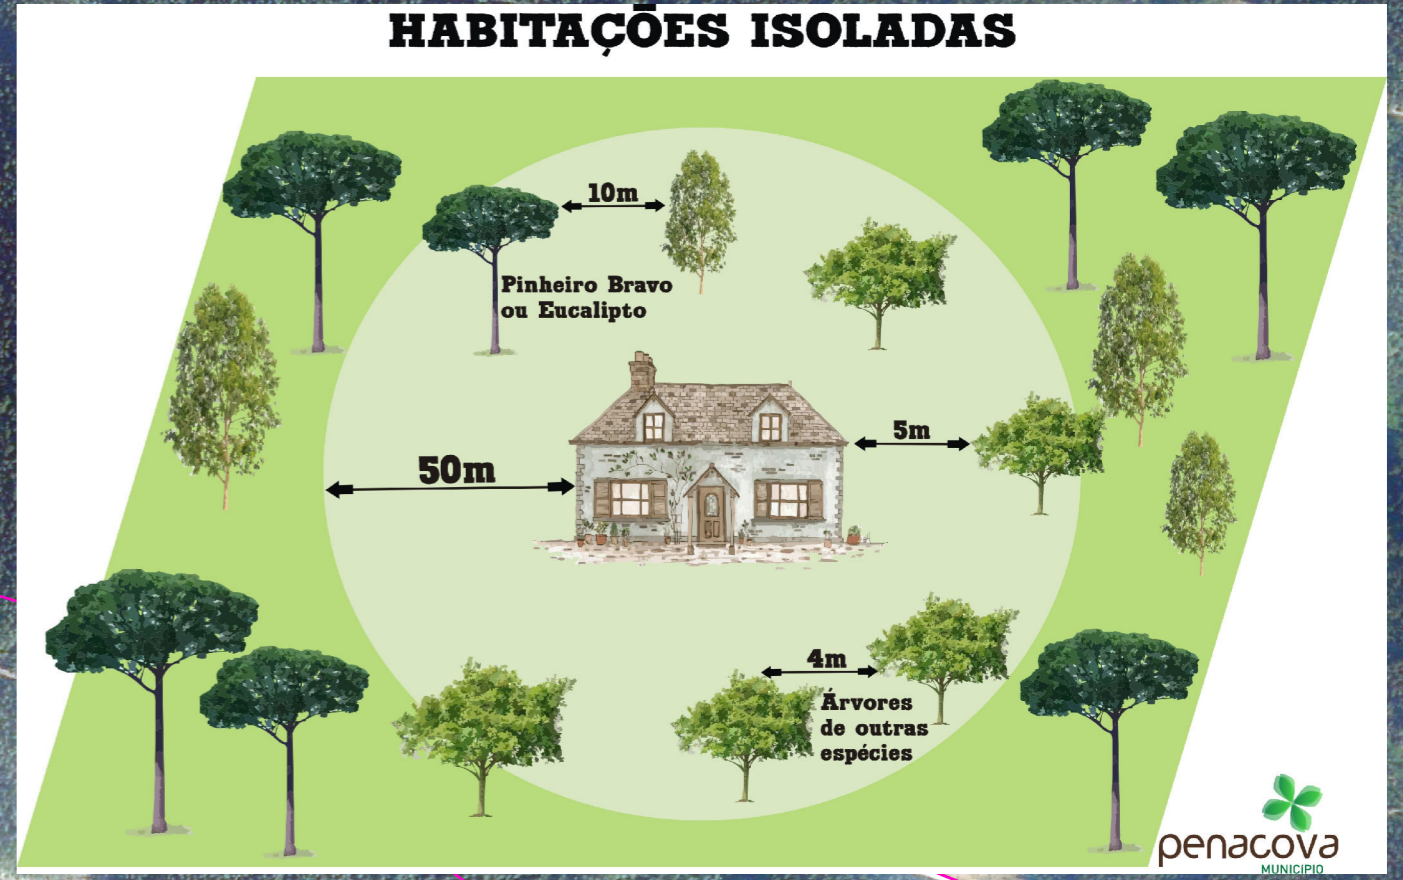 HABITAÇÕES ISOLADAS
10m
Pinheiro Bravo
ou Eucalipto
5m
50m
4m
Árvores
de outras
espécies
penacova
MUNICÍPIO